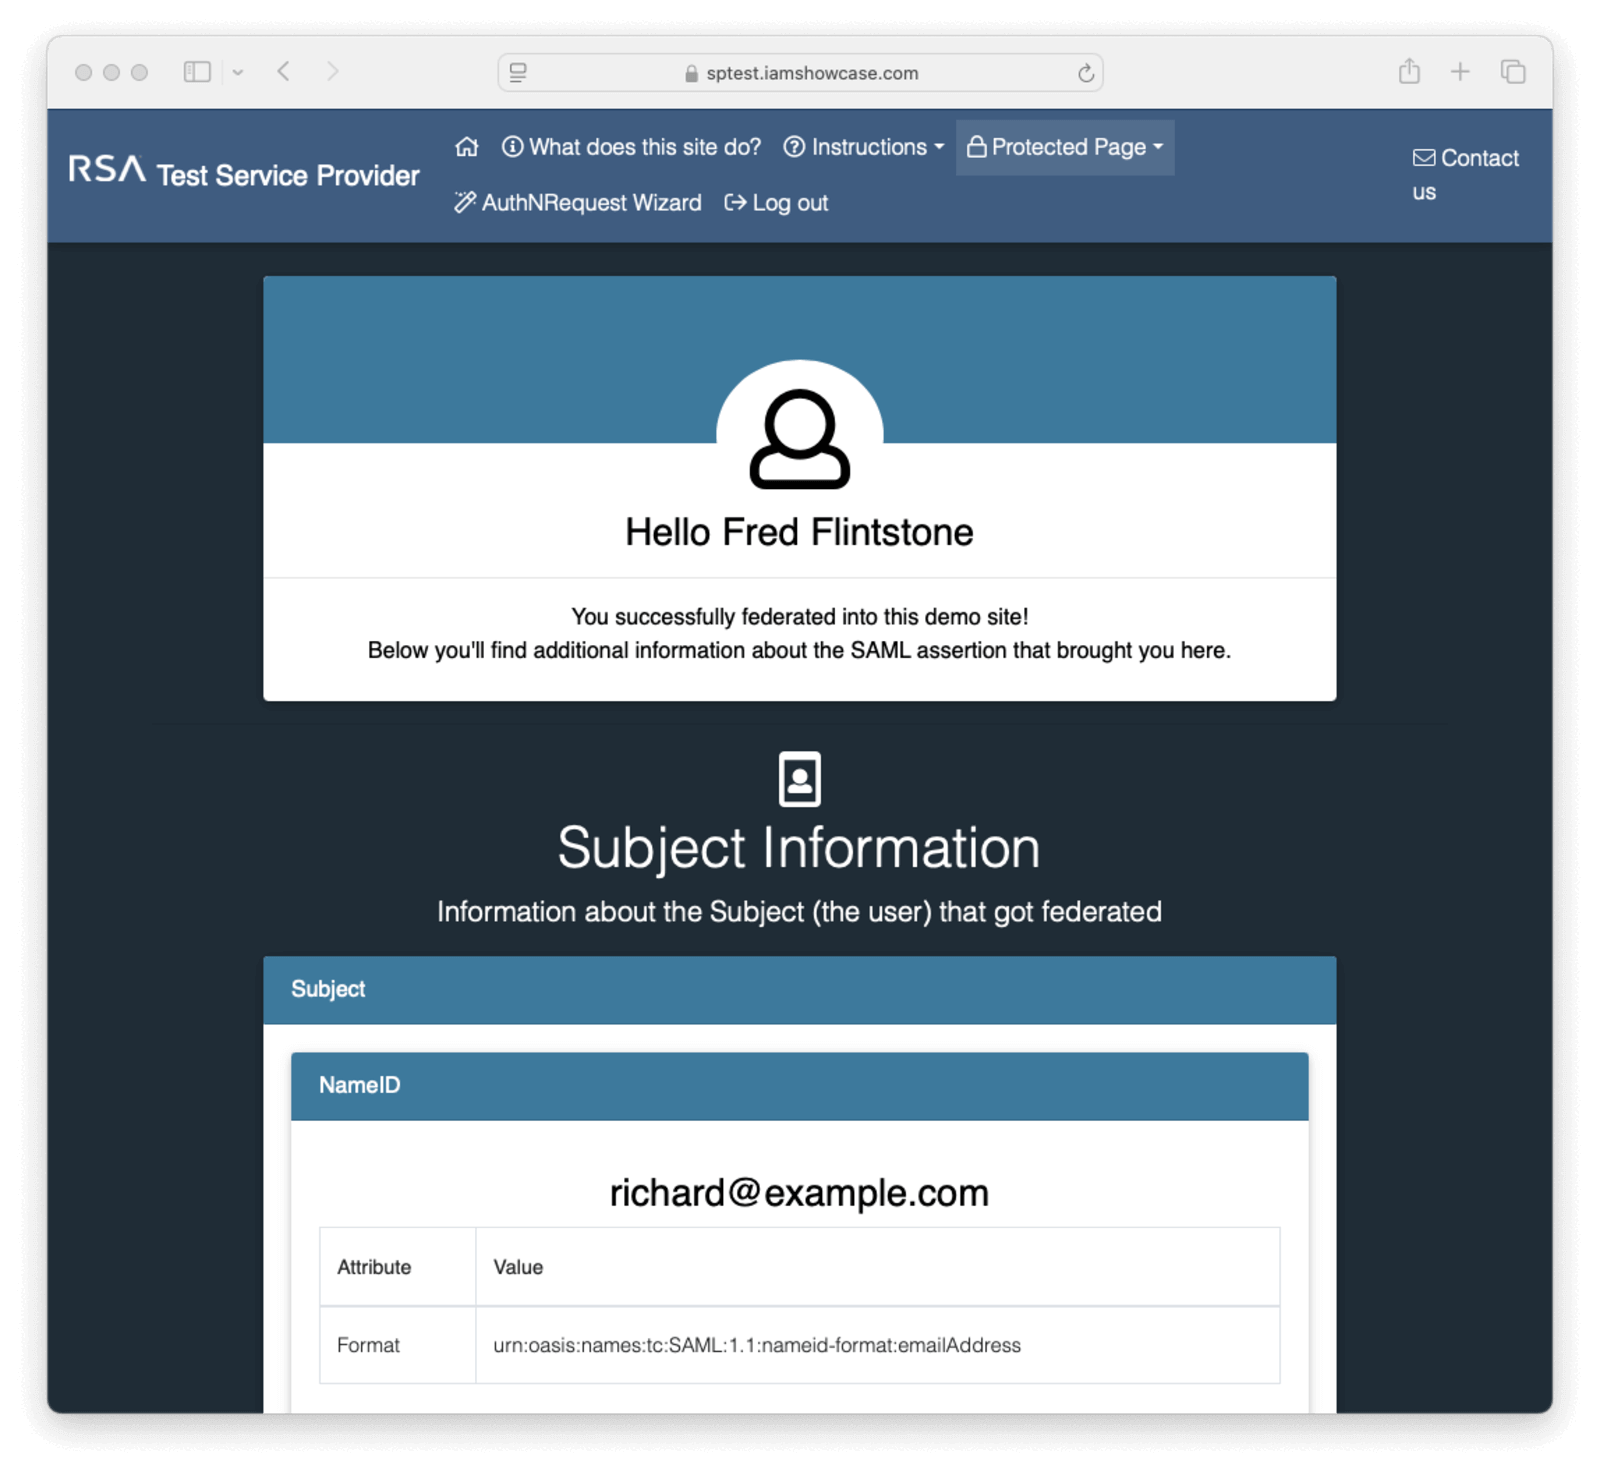 sptest.iamshowcase.com
RSA Test Service Provider
What does this site do? Instructions Protected Page
AuthNRequest Wizard Log out
Contact
us
Hello Fred Flintstone
You successfully federated into this demo site!
Below you'll find additional information about the SAML assertion that brought you here.
Subject Information
Information about the Subject (the user) that got federated
Subject
NameID
richard@example.com
Attribute Value
Format urn:oasis:names:tc:SAML:1.1:nameid-format:emailAddress